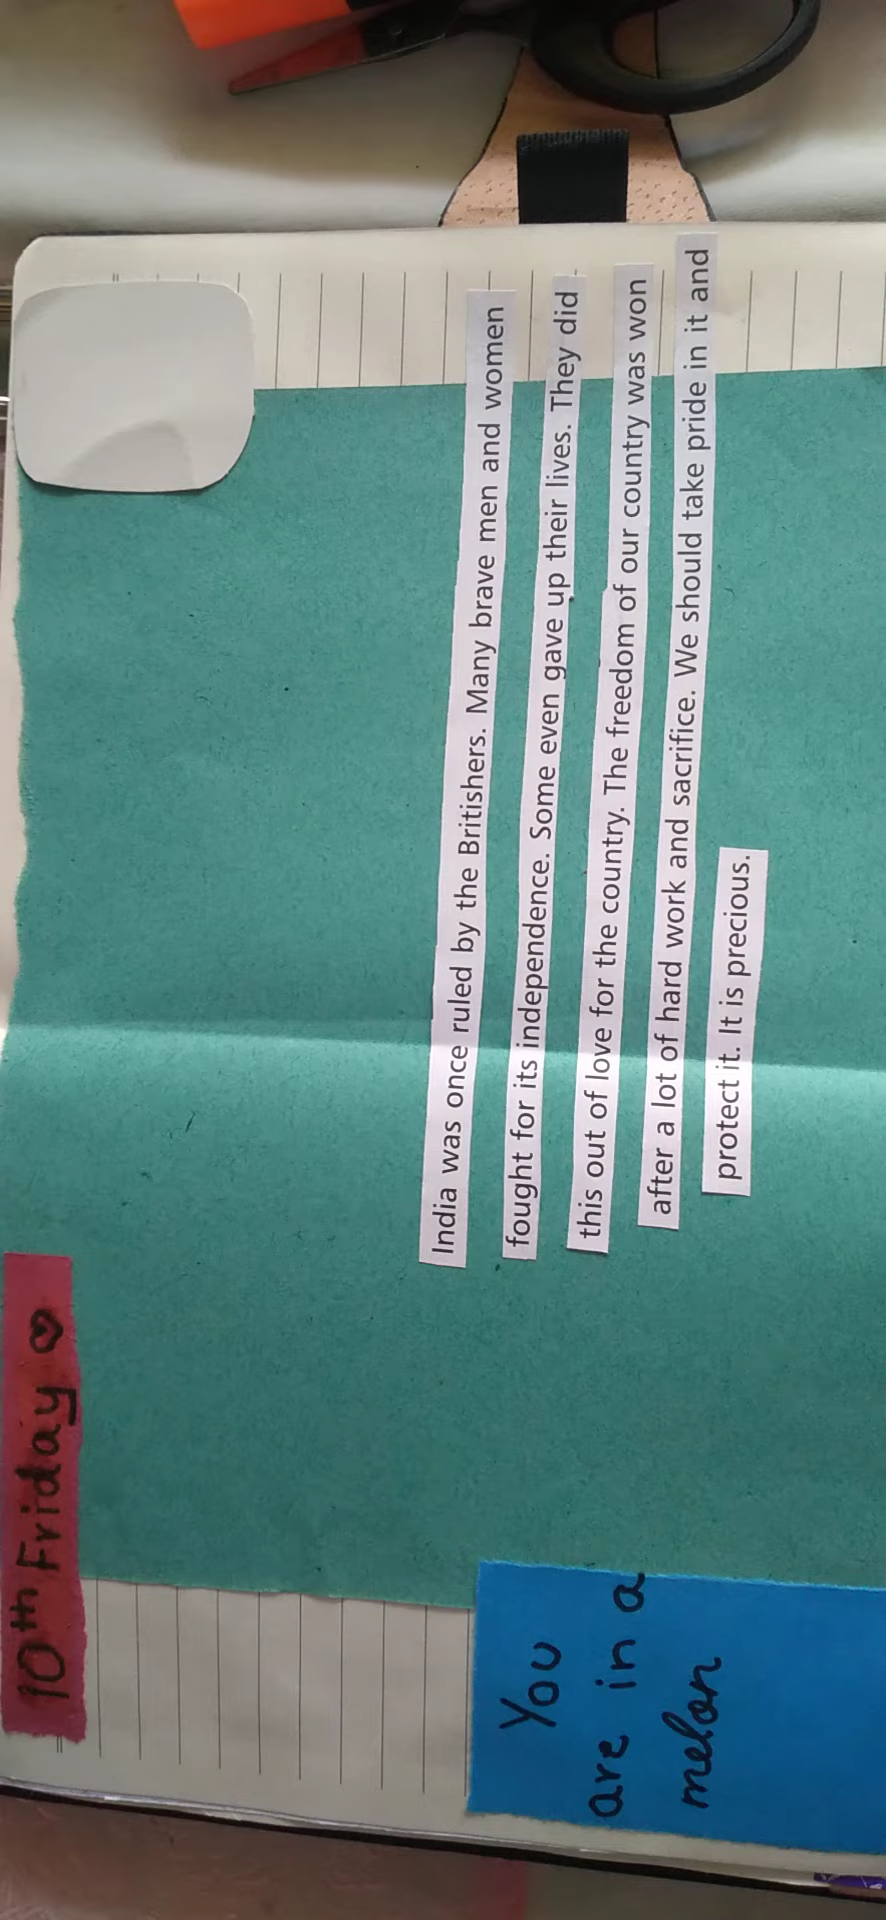 10th Friday ♡
India was once ruled by the Britishers. Many brave men and women
fought for its independence. Some even gave up their lives. They did
this out of love for the country. The freedom of our country was won
after a lot of hard work and sacrifice. We should take pride in it and
protect it. It is precious.
You
are in a
melon